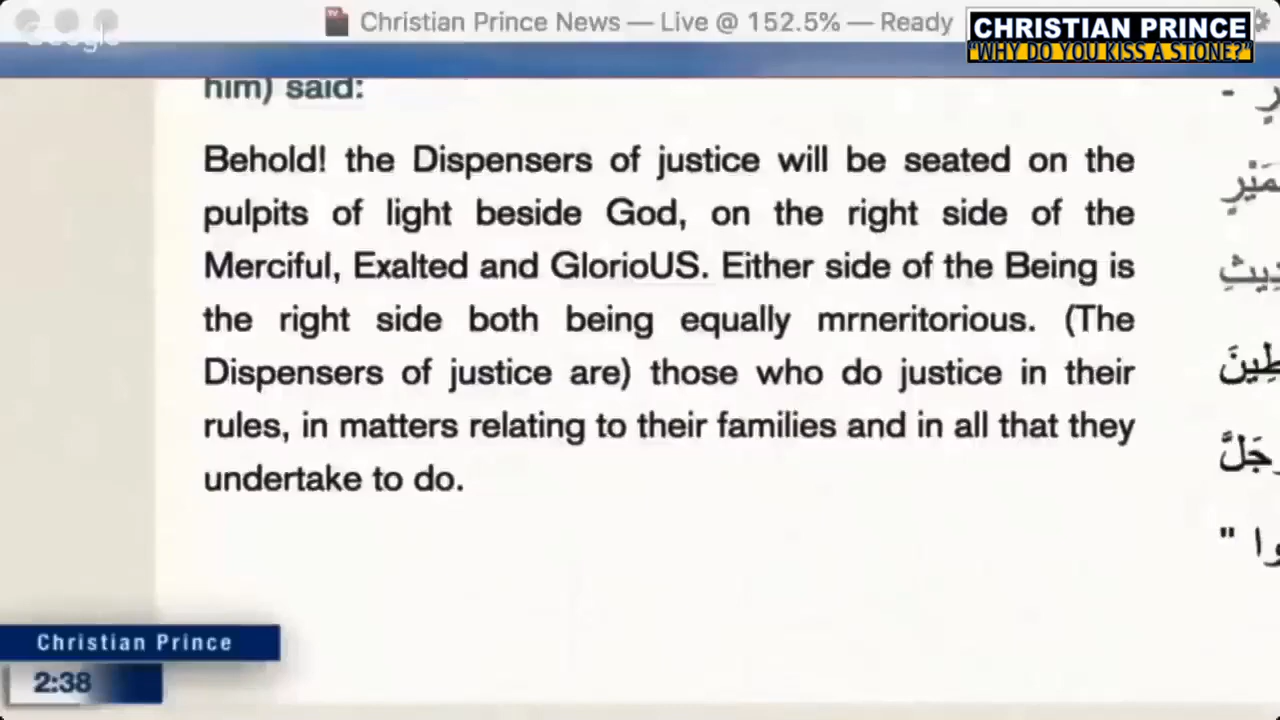 Christian Prince News — Live @ 152.5% — Ready
CHRISTIAN PRINCE
"WHY DO YOU KISS A STONE?"
Google
him) said:
Behold! the Dispensers of justice will be seated on the
pulpits of light beside God, on the right side of the
Merciful, Exalted and GlorioUS. Either side of the Being is
the right side both being equally mrneritorious. (The
Dispensers of justice are) those who do justice in their
rules, in matters relating to their families and in all that they
undertake to do.
Christian Prince
2:38